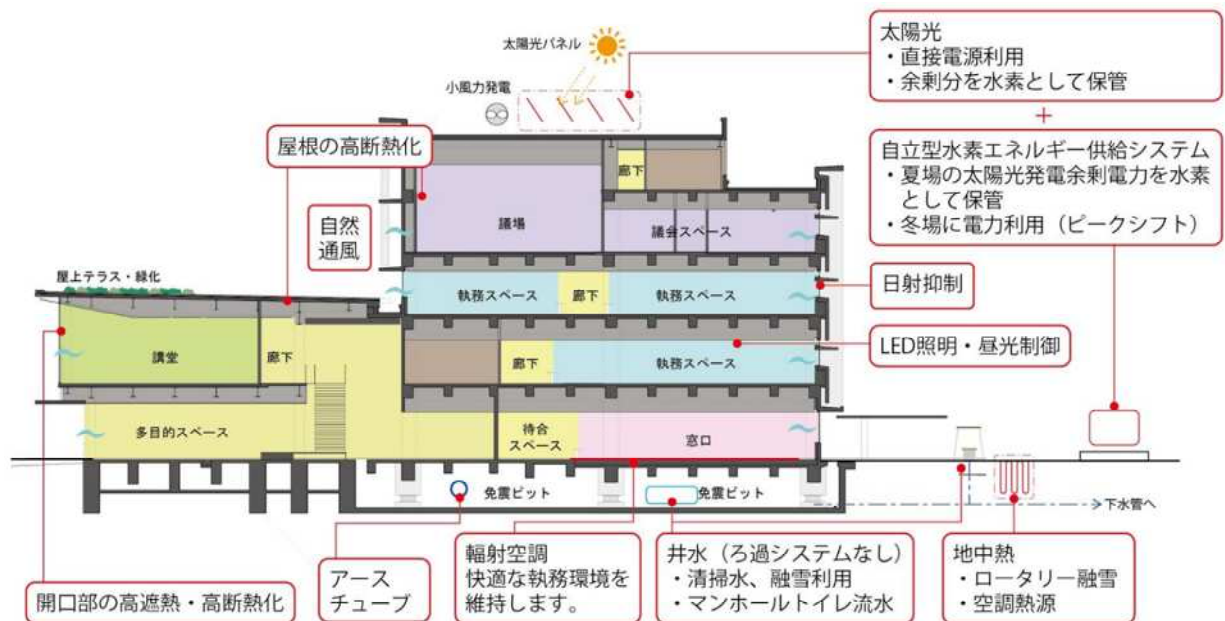 太陽光パネル
小風力発電
太陽光
・直接電源利用
・余剰分を水素として保管
+
自立型水素エネルギー供給システム
・夏場の太陽光発電余剰電力を水素
として保管
・冬場に電力利用（ピークシフト）
屋根の高断熱化
廊下
議場
議会スペース
自然
通風
屋上テラス・緑化
執務スペース
廊下
執務スペース
日射抑制
LED照明・昼光制御
講堂
廊下
廊下
執務スペース
多目的スペース
待合
スペース
窓口
免震ピット
免震ピット
下水管へ
開口部の高遮熱・高断熱化
アース
チューブ
輻射空調
快適な執務環境を
維持します。
井水（ろ過システムなし）
・清掃水、融雪利用
・マンホールトイレ流水
地中熱
・ロータリー融雪
・空調熱源